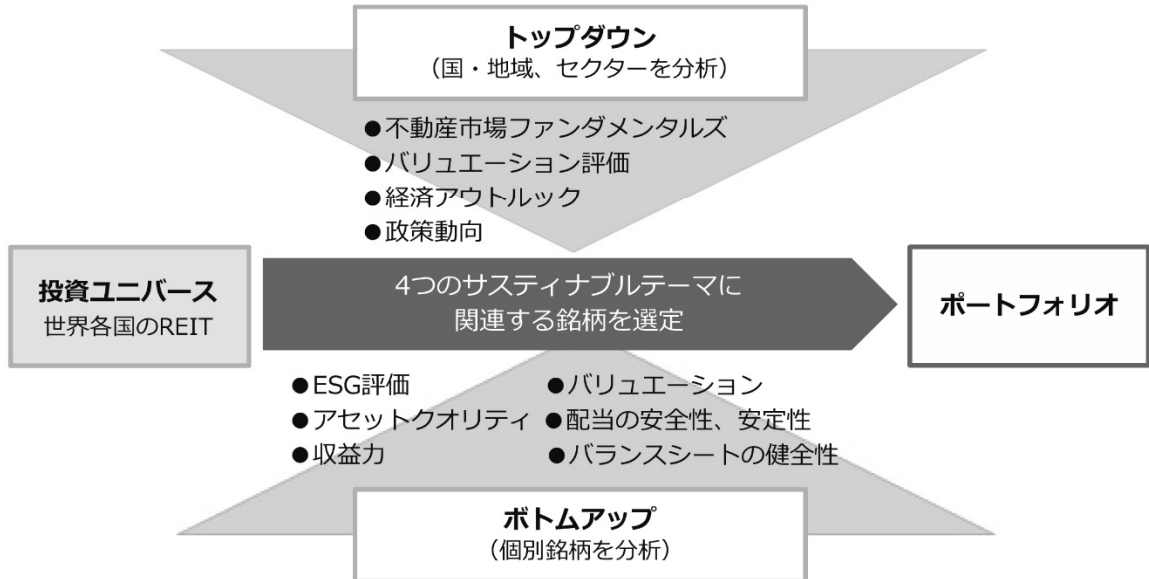 トップダウン
（国・地域、セクターを分析）
●不動産市場ファンダメンタルズ
●バリュエーション評価
●経済アウトルック
●政策動向
投資ユニバース
世界各国のREIT
4つのサスティナブルテーマに
関連する銘柄を選定
ポートフォリオ
●ESG評価
●アセットクオリティ
●収益力
●バリュエーション
●配当の安全性、安定性
●バランスシートの健全性
ボトムアップ
（個別銘柄を分析）